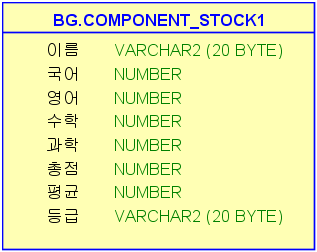 BG.COMPONENT_STOCK1
이름 VARCHAR2 (20 BYTE)
국어 NUMBER
영어 NUMBER
수학 NUMBER
과학 NUMBER
총점 NUMBER
평균 NUMBER
등급 VARCHAR2 (20 BYTE)